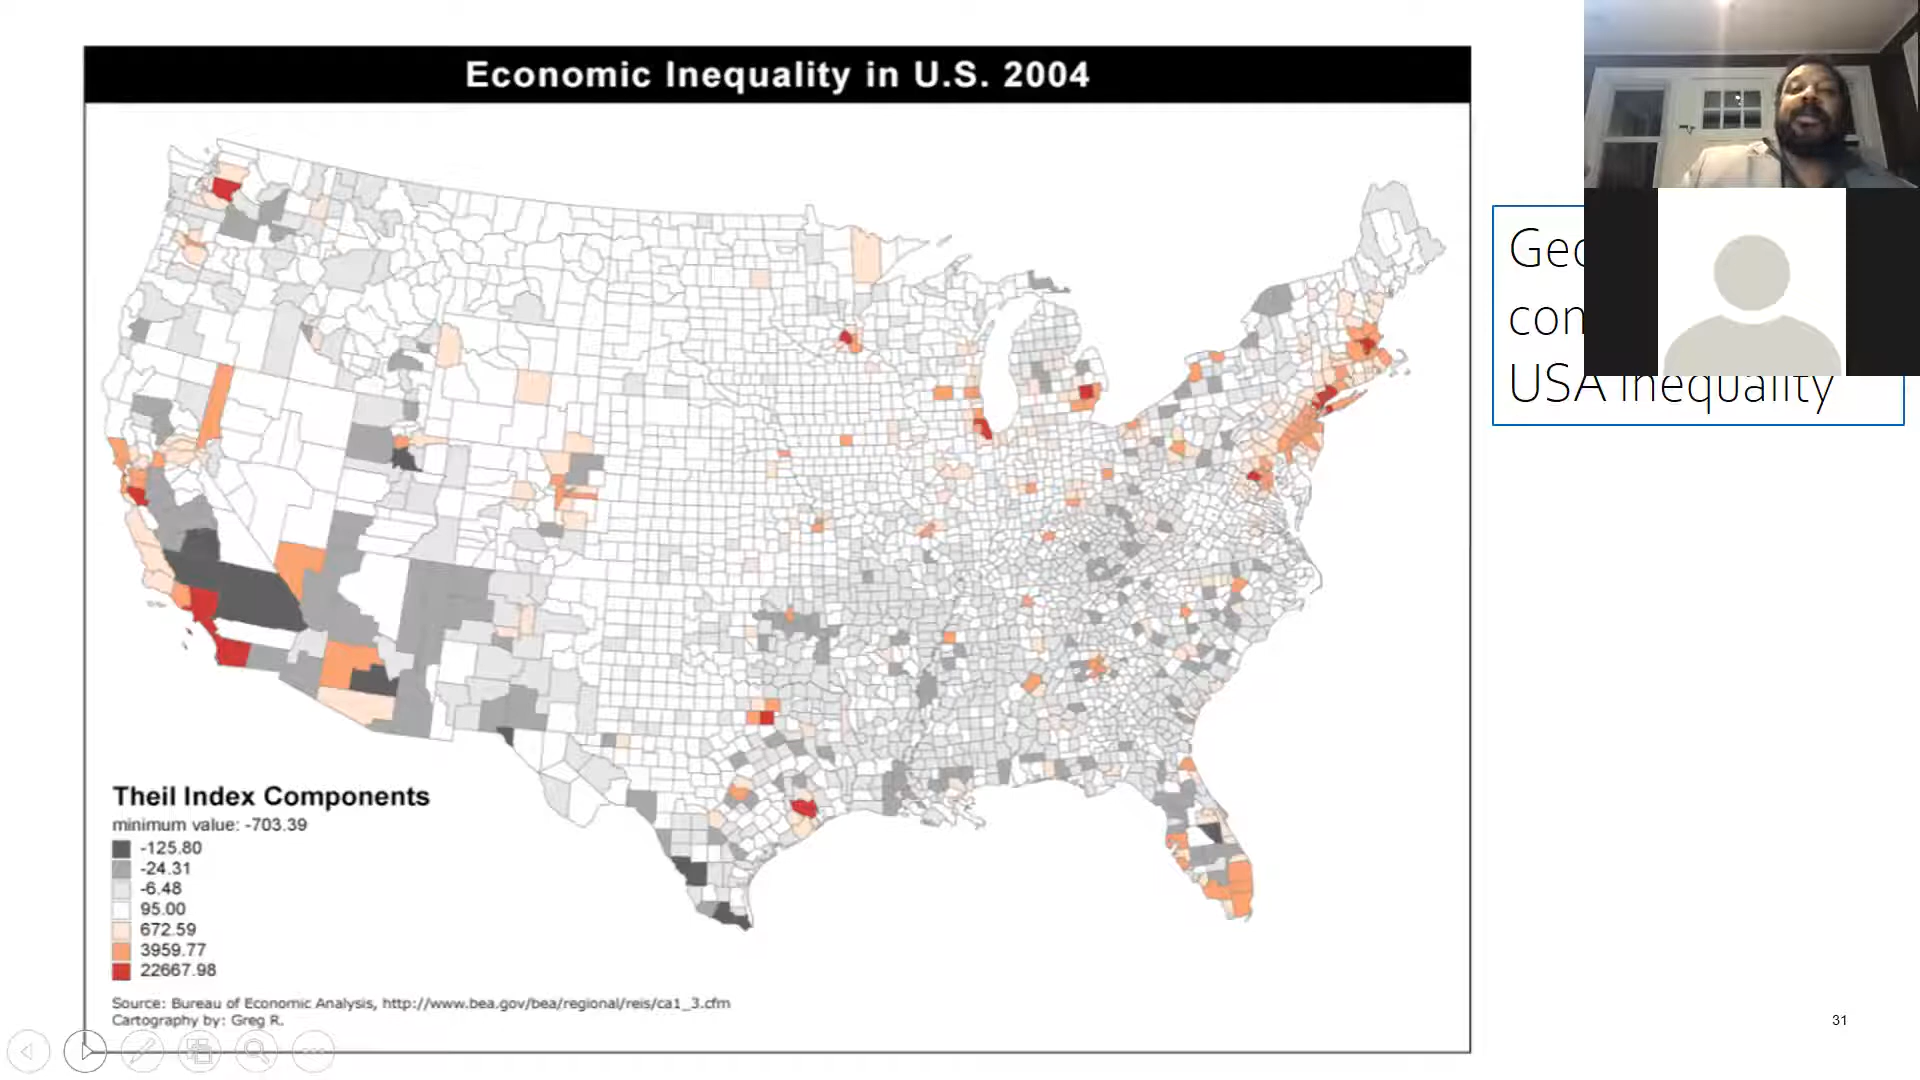 Economic Inequality in U.S. 2004
Geo
con
USA inequality
Theil Index Components
minimum value: -703.39
-125.80
-24.31
-6.48
95.00
672.59
3959.77
22667.98
Source: Bureau of Economic Analysis, http://www.bea.gov/bea/regional/reis/ca1_3.cfm
Cartography by: Greg R.
31